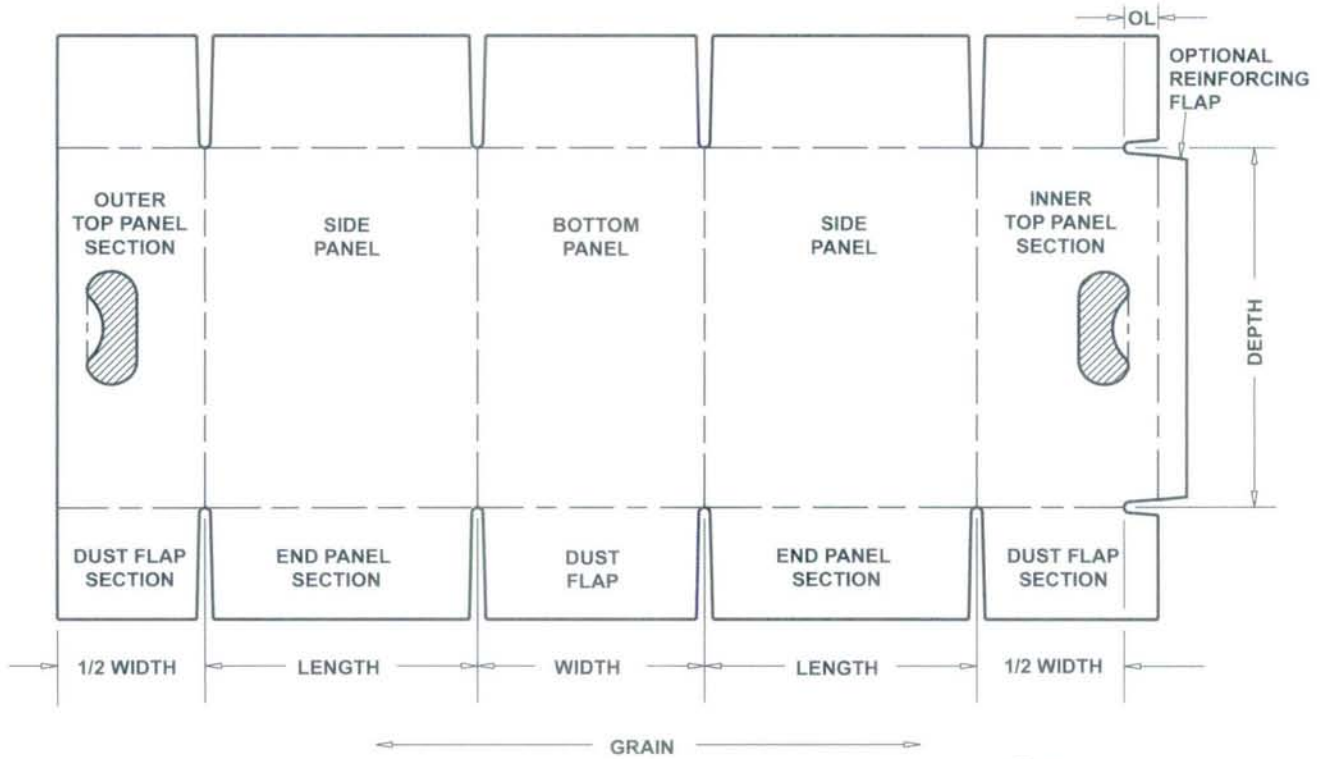 OL
OPTIONAL
REINFORCING
FLAP
OUTER
TOP PANEL
SECTION
SIDE
PANEL
BOTTOM
PANEL
SIDE
PANEL
INNER
TOP PANEL
SECTION
DEPTH
DUST FLAP
SECTION
END PANEL
SECTION
DUST
FLAP
END PANEL
SECTION
DUST FLAP
SECTION
1/2 WIDTH
LENGTH
WIDTH
LENGTH
1/2 WIDTH
GRAIN